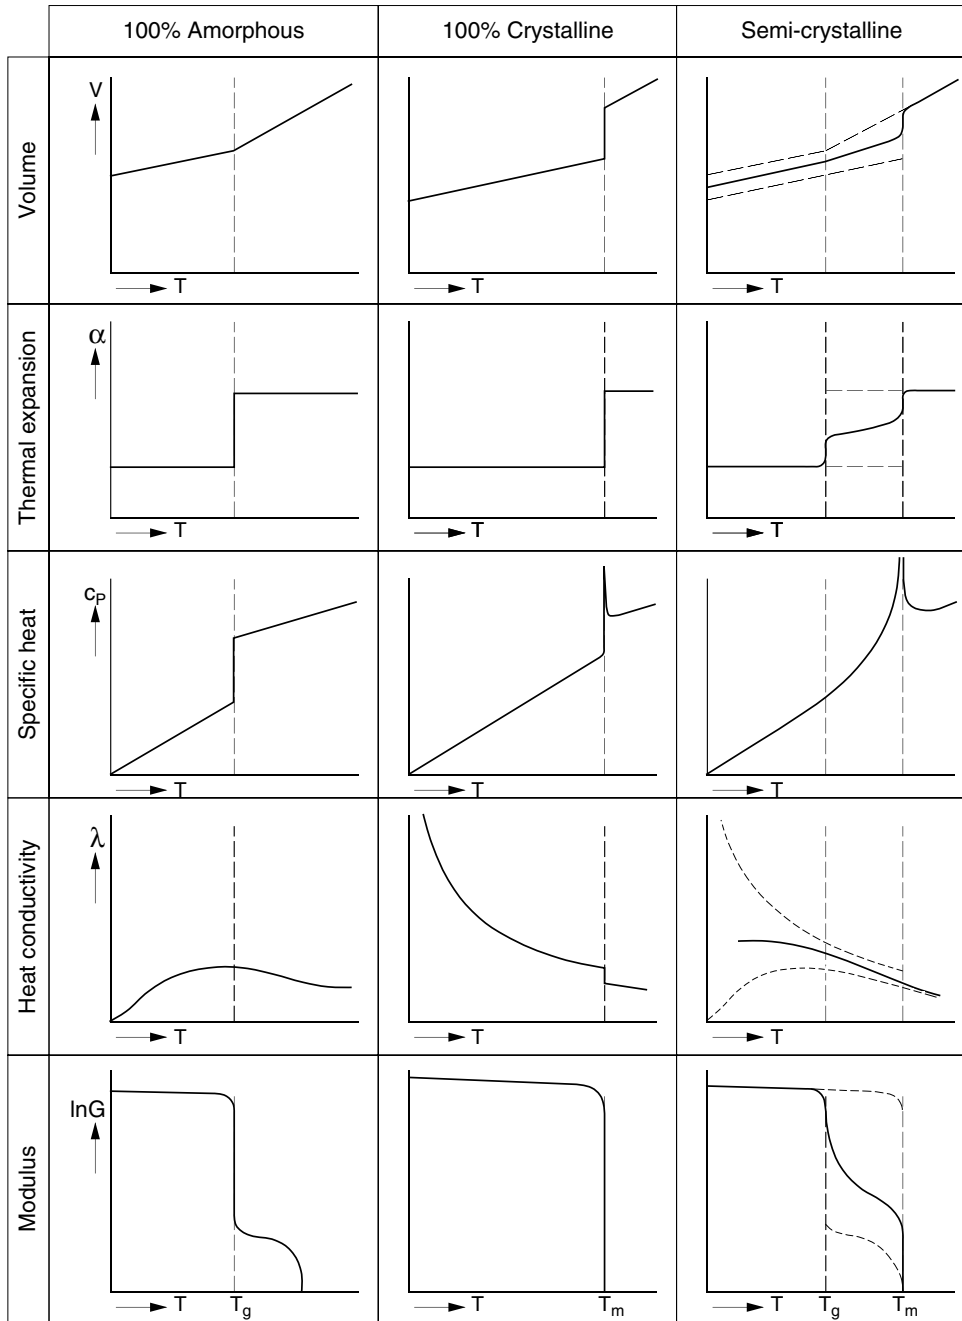 100% Amorphous
100% Crystalline
Semi-crystalline
Volume
V
T
T
T
Thermal expansion
α
T
T
T
Specific heat
cP
T
T
T
Heat conductivity
λ
T
T
T
Modulus
lnG
T Tg
T Tm
T Tg Tm